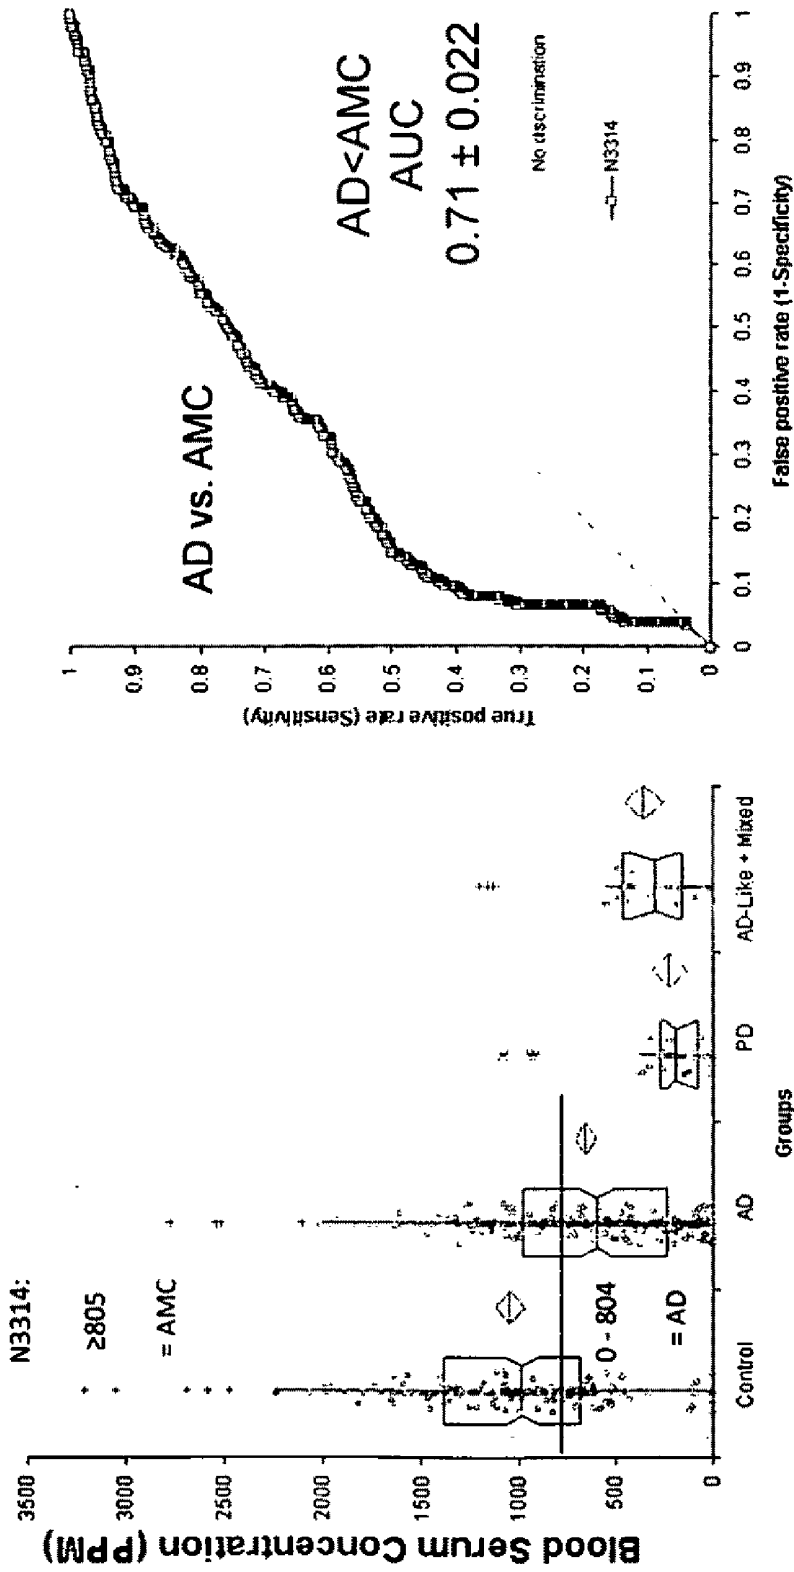 N3314:
≥805
= AMC
0 - 804
= AD
Blood Serum Concentration (PPM)
3500
3000
2500
2000
1500
1000
500
0
Control
AD
PD
AD-Like + Mixed
Groups
AD vs. AMC
AD<AMC
AUC
0.71 ± 0.022
No discrimination
N3314
True positive rate (Sensitivity)
1
0.9
0.8
0.7
0.6
0.5
0.4
0.3
0.2
0.1
0
0
0.1
0.2
0.3
0.4
0.5
0.6
0.7
0.8
0.9
1
False positive rate (1-Specificity)